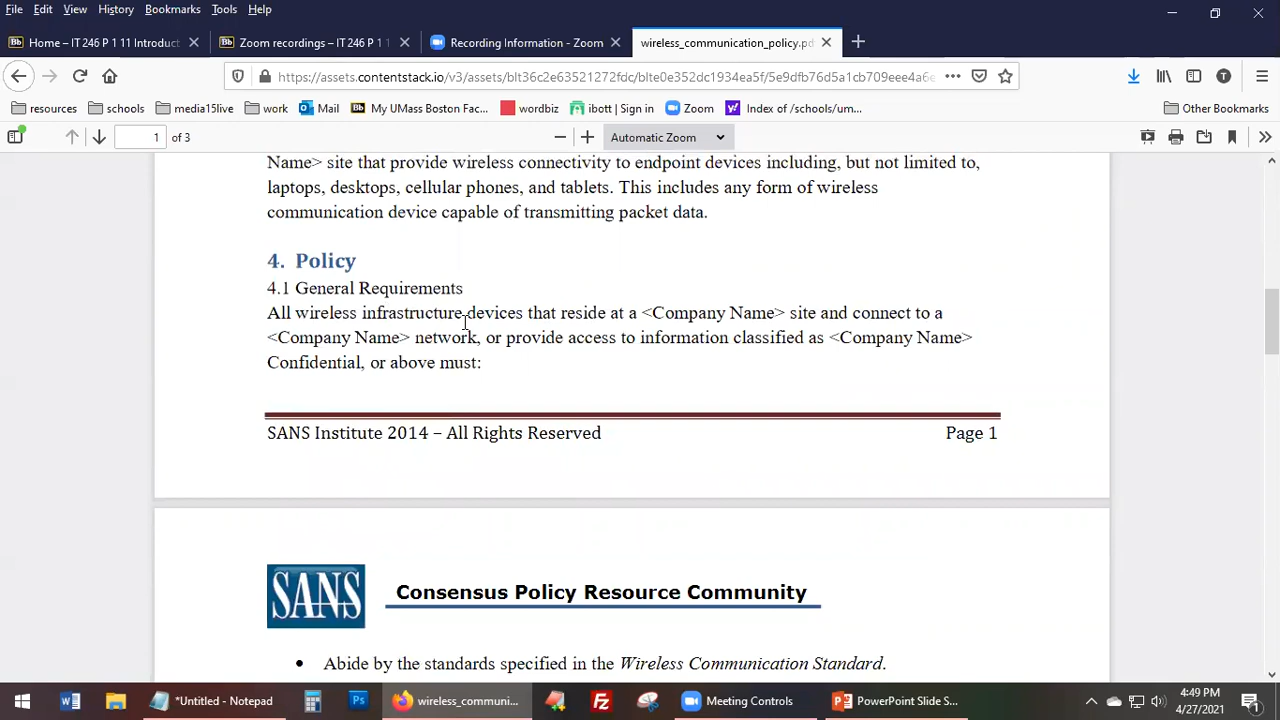 File Edit View History Bookmarks Tools Help
Home – IT 246 P 1 11 Introduct
Zoom recordings – IT 246 P 1 1
Recording Information - Zoom
wireless_communication_policy.pd
https://assets.contentstack.io/v3/assets/blt36c2e63521272fdc/blte0e352dc1934ea5f/5e9dfb76d5a1cb709eee4a6e
resources
schools
media15live
work
Mail
My UMass Boston Fac...
wordbiz
ibott | Sign in
Zoom
Index of /schools/um...
Other Bookmarks
1 of 3
Automatic Zoom
Name> site that provide wireless connectivity to endpoint devices including, but not limited to,
laptops, desktops, cellular phones, and tablets. This includes any form of wireless
communication device capable of transmitting packet data.
4. Policy
4.1 General Requirements
All wireless infrastructure devices that reside at a <Company Name> site and connect to a
<Company Name> network, or provide access to information classified as <Company Name>
Confidential, or above must:
SANS Institute 2014 – All Rights Reserved Page 1
SANS
Consensus Policy Resource Community
• Abide by the standards specified in the Wireless Communication Standard.
*Untitled - Notepad
wireless_communi...
Meeting Controls
PowerPoint Slide S...
4:49 PM
4/27/2021